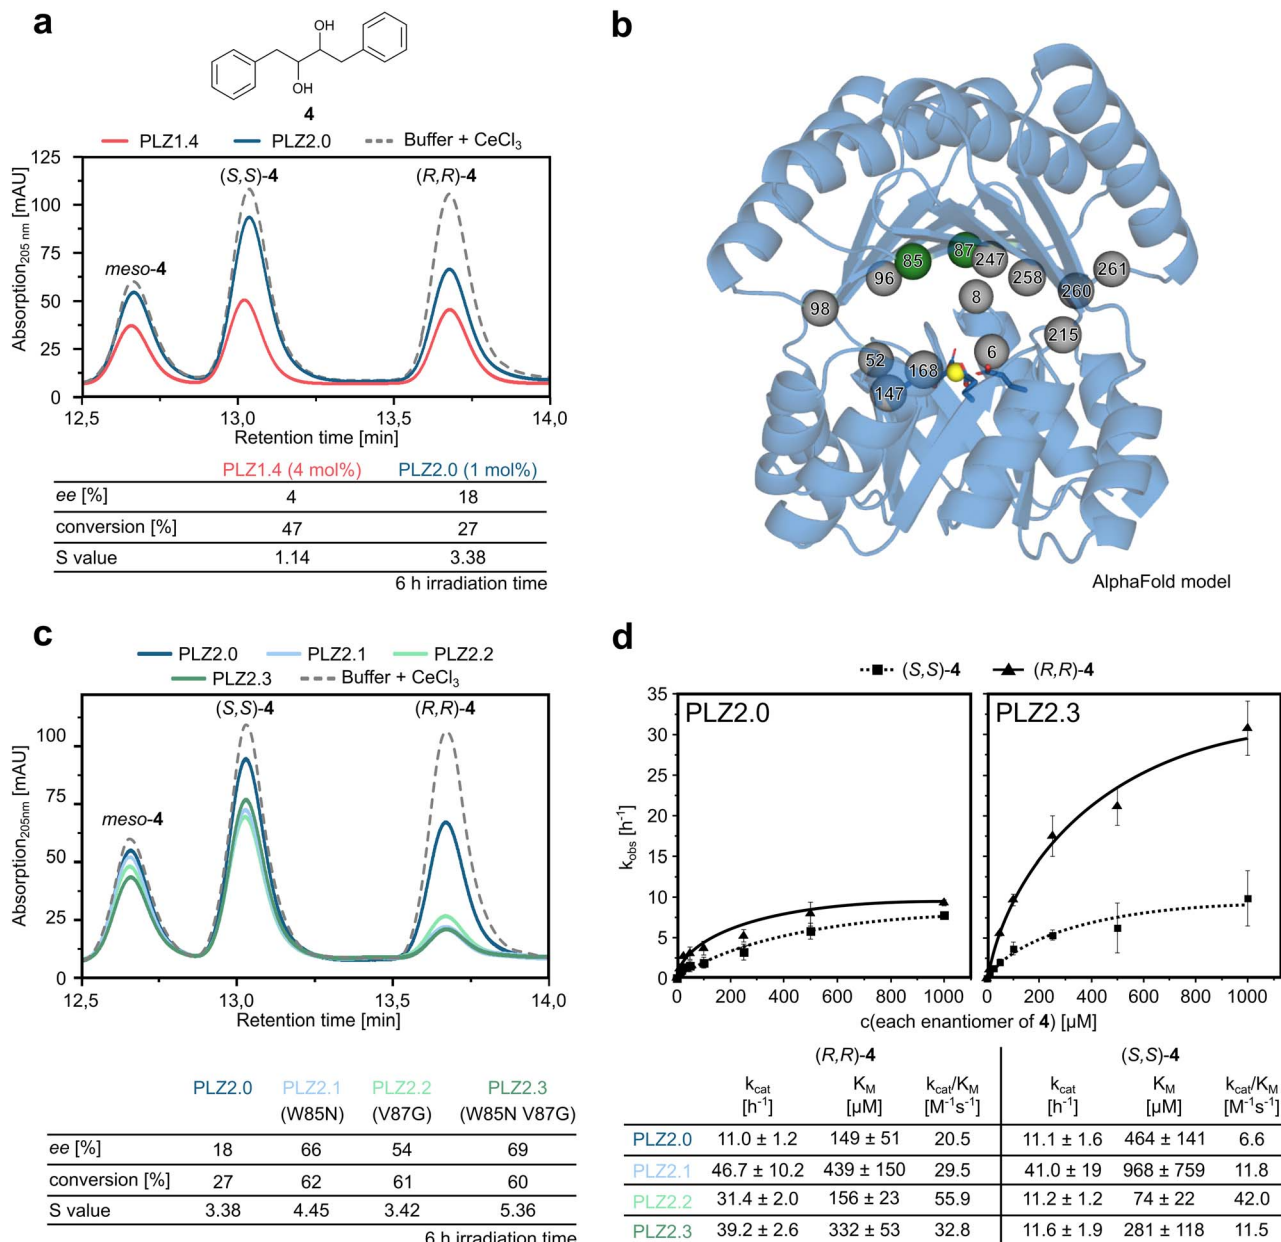 a
OH
OH
4
PLZ1.4 PLZ2.0 Buffer + CeCl3
125
100
75
50
25
0
Absorption205 nm [mAU]
meso-4
(S,S)-4
(R,R)-4
12,5 13,0 13,5 14,0
Retention time [min]
PLZ1.4 (4 mol%) PLZ2.0 (1 mol%)
ee [%] 4 18
conversion [%] 47 27
S value 1.14 3.38
6 h irradiation time
b
85
87
247
96
258
261
260
8
98
215
52
6
168
147
AlphaFold model
c
PLZ2.0 PLZ2.1 PLZ2.2
PLZ2.3 Buffer + CeCl3
100
75
50
25
0
Absorption205nm [mAU]
meso-4
(S,S)-4
(R,R)-4
12,5 13,0 13,5 14,0
Retention time [min]
PLZ2.0 PLZ2.1 PLZ2.2 PLZ2.3
(W85N) (V87G) (W85N V87G)
ee [%] 18 66 54 69
conversion [%] 27 62 61 60
S value 3.38 4.45 3.42 5.36
6 h irradiation time
d
(S,S)-4 (R,R)-4
PLZ2.0
PLZ2.3
35
30
25
20
15
10
5
0
kobs [h-1]
0 200 400 600 800 1000
0 200 400 600 800 1000
c(each enantiomer of 4) [µM]
(R,R)-4 (S,S)-4
kcat KM kcat/KM kcat KM kcat/KM
[h-1] [µM] [M-1s-1] [h-1] [µM] [M-1s-1]
PLZ2.0 11.0 ± 1.2 149 ± 51 20.5 11.1 ± 1.6 464 ± 141 6.6
PLZ2.1 46.7 ± 10.2 439 ± 150 29.5 41.0 ± 19 968 ± 759 11.8
PLZ2.2 31.4 ± 2.0 156 ± 23 55.9 11.2 ± 1.2 74 ± 22 42.0
PLZ2.3 39.2 ± 2.6 332 ± 53 32.8 11.6 ± 1.9 281 ± 118 11.5